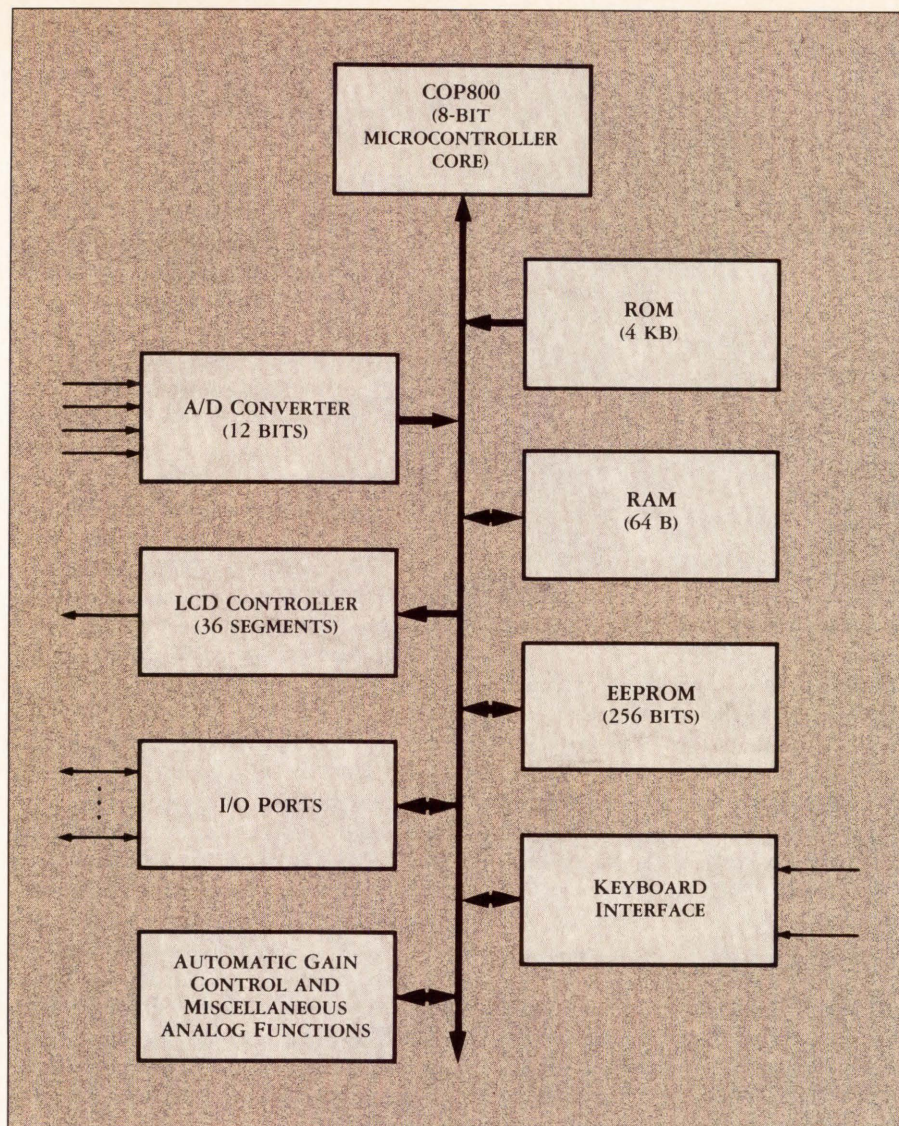 COP800
(8-BIT
MICROCONTROLLER
CORE)
ROM
(4 KB)
A/D CONVERTER
(12 BITS)
RAM
(64 B)
LCD CONTROLLER
(36 SEGMENTS)
EEPROM
(256 BITS)
I/O PORTS
KEYBOARD
INTERFACE
AUTOMATIC GAIN
CONTROL AND
MISCELLANEOUS
ANALOG FUNCTIONS